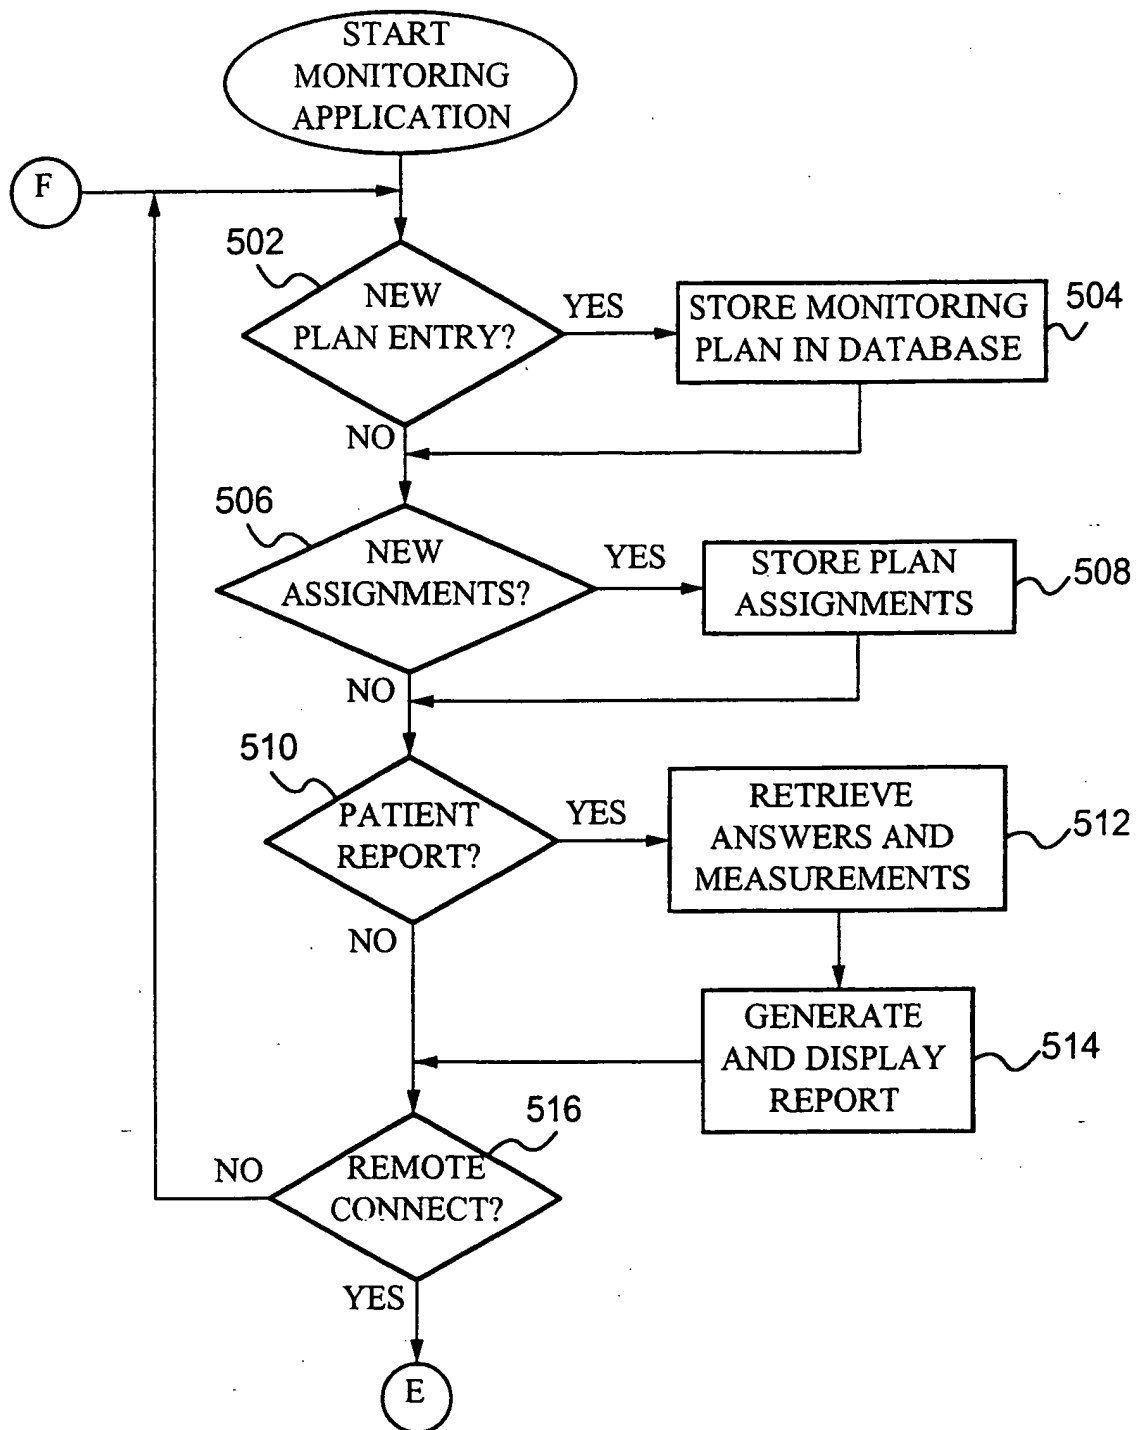 START
MONITORING
APPLICATION
F
502
NEW
PLAN ENTRY?
YES
STORE MONITORING
PLAN IN DATABASE
504
NO
506
NEW
ASSIGNMENTS?
YES
STORE PLAN
ASSIGNMENTS
508
NO
510
PATIENT
REPORT?
YES
RETRIEVE
ANSWERS AND
MEASUREMENTS
512
NO
GENERATE
AND DISPLAY
REPORT
514
516
REMOTE
CONNECT?
NO
YES
E